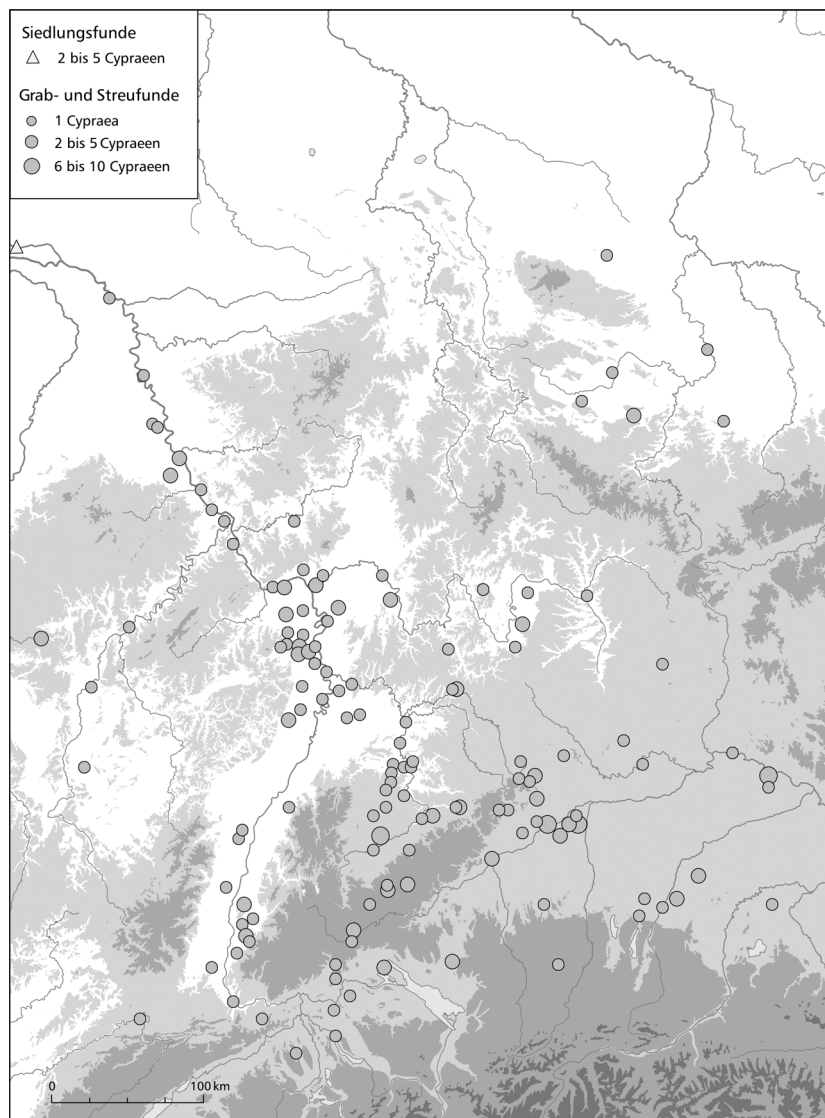 Siedlungsfunde
2 bis 5 Cypraeen
Grab- und Streufunde
1 Cypraea
2 bis 5 Cypraeen
6 bis 10 Cypraeen
0 100 km